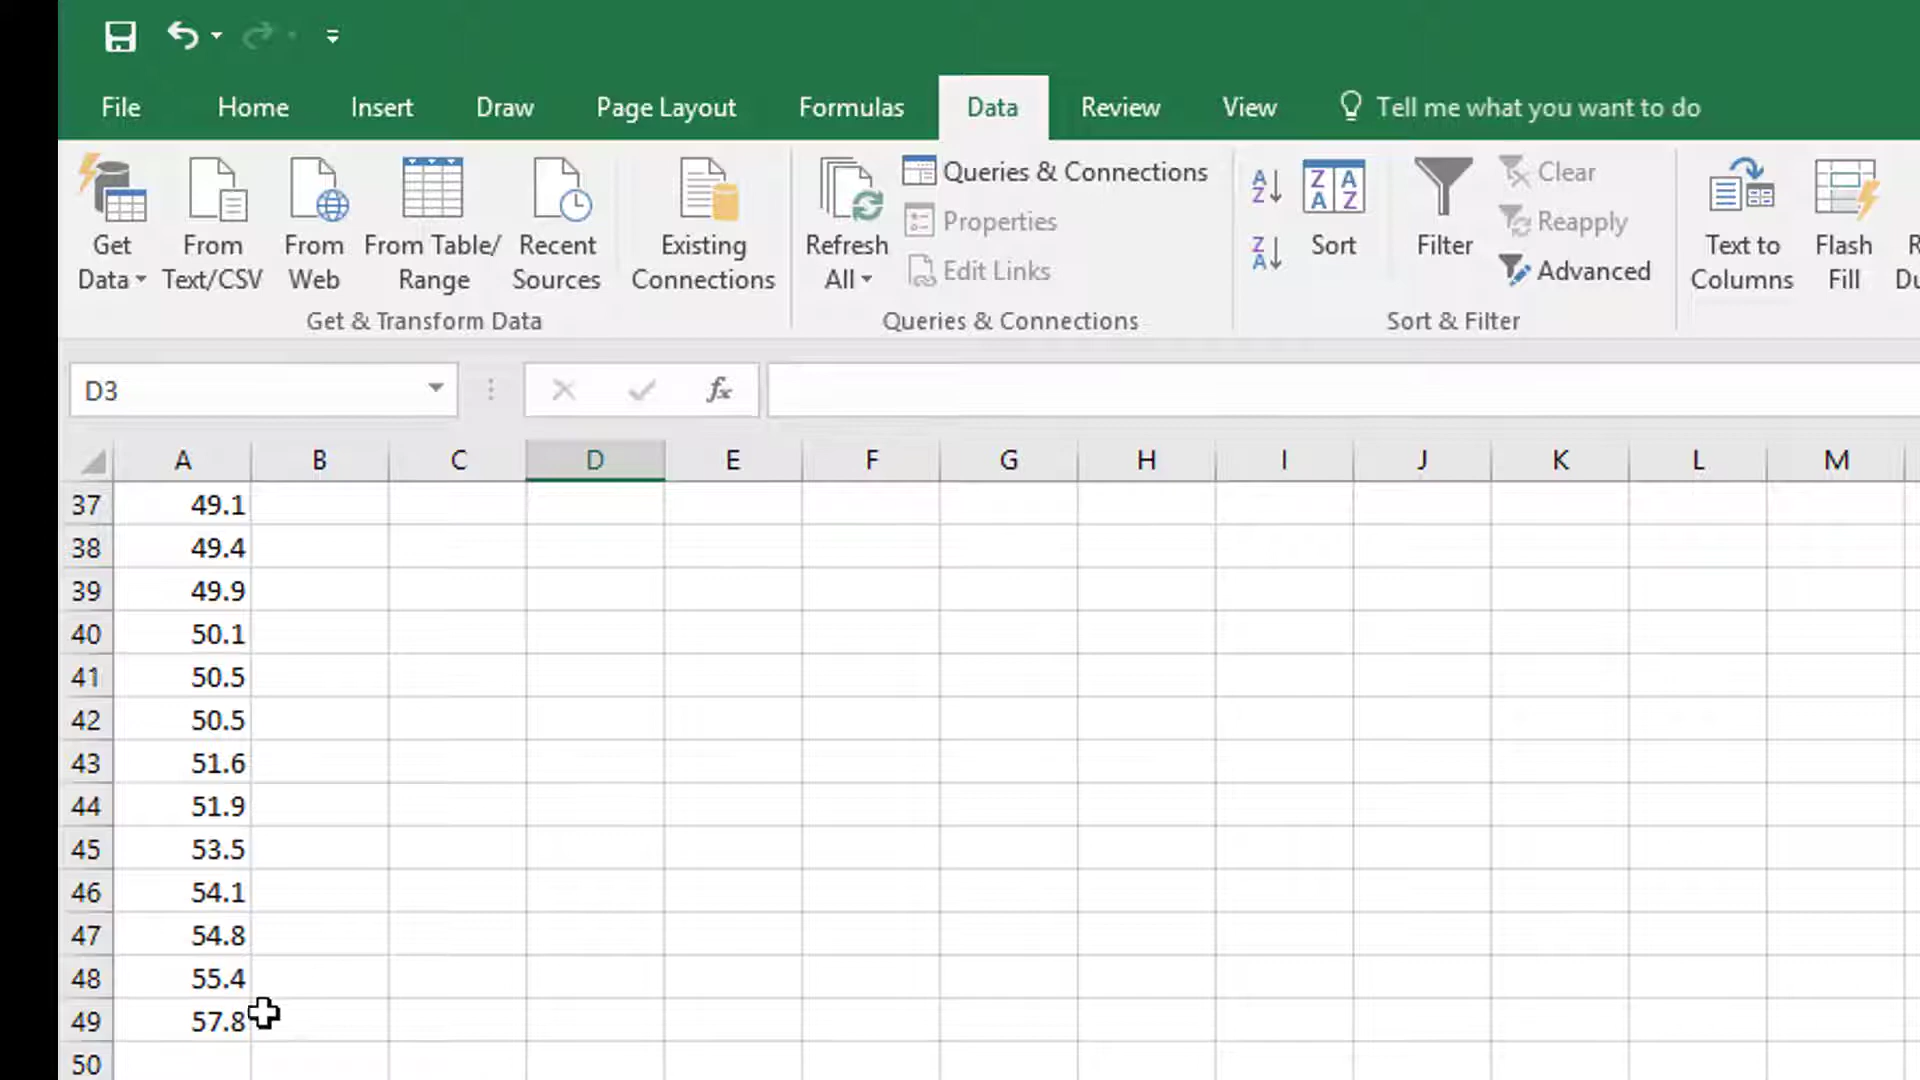 File Home Insert Draw Page Layout Formulas Data Review View Tell me what you want to do
Get Data
From Text/CSV
From Web
From Table/ Range
Recent Sources
Existing Connections
Get & Transform Data
Refresh All
Queries & Connections
Properties
Edit Links
Queries & Connections
A Z
Z A
Z A A Z
Sort
Filter
Clear
Reapply
Advanced
Sort & Filter
Text to Columns
Flash Fill
D3 fx
A B C D E F G H I J K L M
37 49.1
38 49.4
39 49.9
40 50.1
41 50.5
42 50.5
43 51.6
44 51.9
45 53.5
46 54.1
47 54.8
48 55.4
49 57.8
50